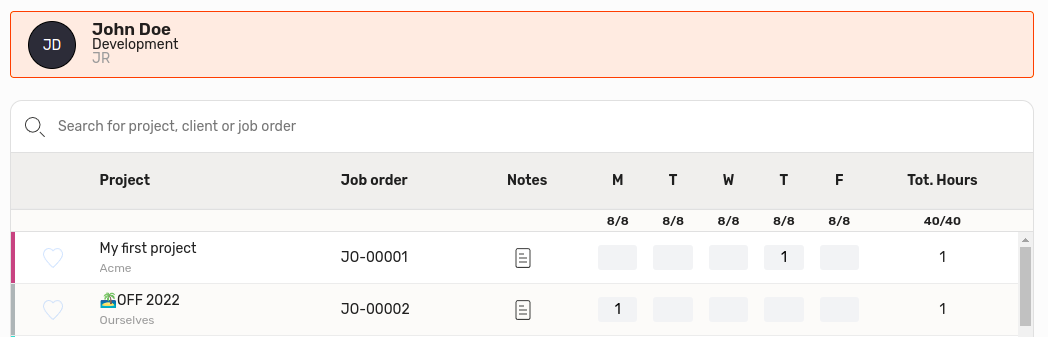 JD
John Doe
Development
JR
Search for project, client or job order
Project Job order Notes M T W T F Tot. Hours
8/8 8/8 8/8 8/8 8/8 40/40
My first project JO-00001 1 1
Acme
🏝️OFF 2022 JO-00002 1 1
Ourselves